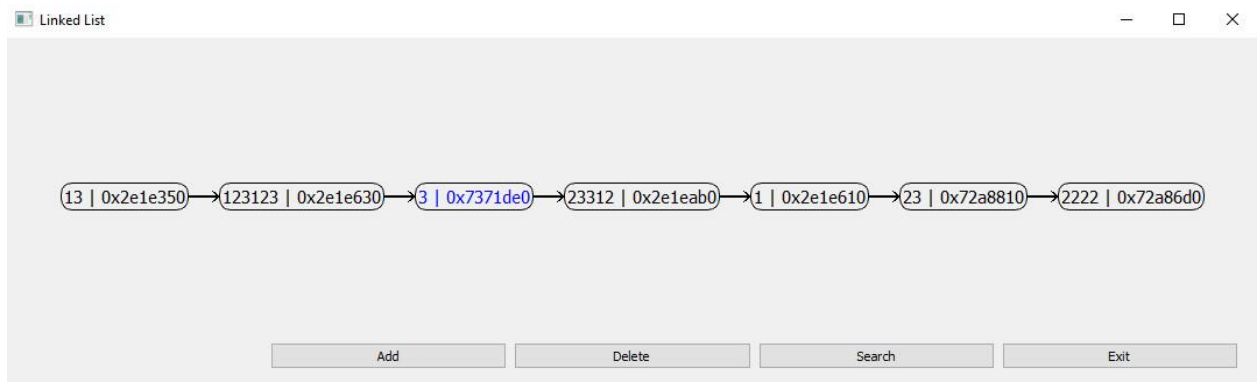 Linked List
13 | 0x2e1e350 123123 | 0x2e1e630 3 | 0x7371de0 23312 | 0x2e1eab0 1 | 0x2e1e610 23 | 0x72a8810 2222 | 0x72a86d0
Add Delete Search Exit